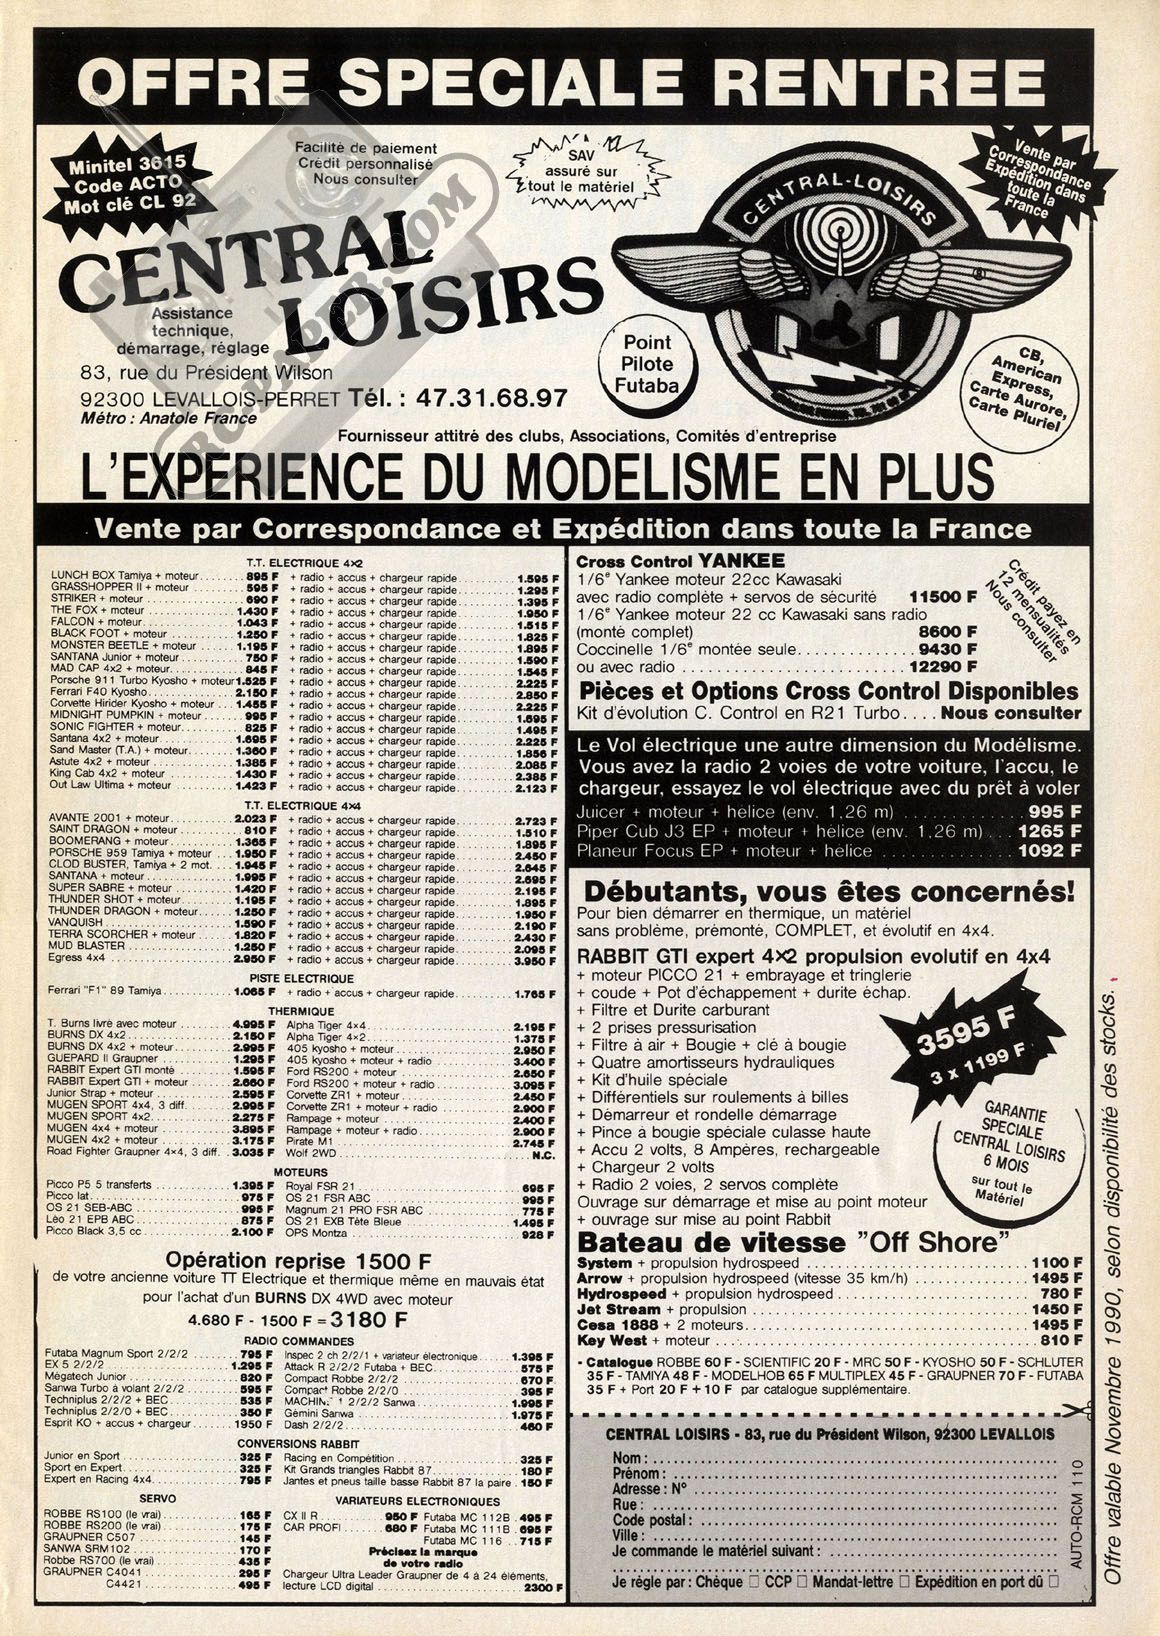 OFFRE SPECIALE RENTREE
Minitel 3615
Code ACTO
Mot clé CL 92
Facilité de paiement
Crédit personnalisé
Nous consulter
SAV
assuré sur
tout le matériel
Vente par
Correspondance
Expédition dans
toute la
France
CENTRAL
LOISIRS
CENTRAL-LOISIRS
Assistance
technique,
démarrage, réglage
83, rue du Président Wilson
92300 LEVALLOIS-PERRET Tél. : 47.31.68.97
Métro : Anatole France
Point
Pilote
Futaba
CB,
American
Express,
Carte Aurore,
Carte Pluriel
Fournisseur attitré des clubs, Associations, Comités d'entreprise
L'EXPERIENCE DU MODELISME EN PLUS
Vente par Correspondance et Expédition dans toute la France
T.T. ELECTRIQUE 4×2
LUNCH BOX Tamiya + moteur 895 F + radio + accus + chargeur rapide 1.595 F
GRASSHOPPER II + moteur 595 F + radio + accus + chargeur rapide 1.295 F
STRIKER + moteur 690 F + radio + accus + chargeur rapide 1.395 F
THE FOX + moteur 1.430 F + radio + accus + chargeur rapide 1.950 F
FALCON + moteur 1.043 F + radio + accus + chargeur rapide 1.515 F
BLACK FOOT + moteur 1.250 F + radio + accus + chargeur rapide 1.825 F
MONSTER BEETLE + moteur 1.195 F + radio + accus + chargeur rapide 1.895 F
SANTANA Junior + moteur 750 F + radio + accus + chargeur rapide 1.590 F
MAD CAP 4x2 + moteur 845 F + radio + accus + chargeur rapide 1.545 F
Porsche 911 Turbo Kyosho + moteur 1.525 F + radio + accus + chargeur rapide 2.225 F
Ferrari F40 Kyosho 2.150 F + radio + accus + chargeur rapide 2.850 F
Corvette Hirider Kyosho + moteur 1.455 F + radio + accus + chargeur rapide 2.225 F
MIDNIGHT PUMPKIN + moteur 995 F + radio + accus + chargeur rapide 1.695 F
SONIC FIGHTER + moteur 825 F + radio + accus + chargeur rapide 1.495 F
Santana 4x2 + moteur 1.695 F + radio + accus + chargeur rapide 2.225 F
Sand Master (T.A.) + moteur 1.360 F + radio + accus + chargeur rapide 1.856 F
Astute 4x2 + moteur 1.385 F + radio + accus + chargeur rapide 2.085 F
King Cab 4x2 + moteur 1.430 F + radio + accus + chargeur rapide 2.385 F
Out Law Ultima + moteur 1.423 F + radio + accus + chargeur rapide 2.123 F
T.T. ELECTRIQUE 4×4
AVANTE 2001 + moteur 2.023 F + radio + accus + chargeur rapide 2.723 F
SAINT DRAGON + moteur 810 F + radio + accus + chargeur rapide 1.510 F
BOOMERANG + moteur 1.365 F + radio + accus + chargeur rapide 1.895 F
PORSCHE 959 Tamiya + moteur 1.950 F + radio + accus + chargeur rapide 2.450 F
CLOD BUSTER, Tamiya + 2 mot. 1.945 F + radio + accus + chargeur rapide 2.645 F
SANTANA + moteur 1.995 F + radio + accus + chargeur rapide 2.695 F
SUPER SABRE + moteur 1.420 F + radio + accus + chargeur rapide 2.195 F
THUNDER SHOT + moteur 1.195 F + radio + accus + chargeur rapide 1.895 F
THUNDER DRAGON + moteur 1.250 F + radio + accus + chargeur rapide 1.950 F
VANQUISH 1.590 F + radio + accus + chargeur rapide 2.190 F
TERRA SCORCHER + moteur 1.820 F + radio + accus + chargeur rapide 2.430 F
MUD BLASTER 1.250 F + radio + accus + chargeur rapide 2.095 F
Egress 4x4 2.950 F + radio + accus + chargeur rapide 3.950 F
PISTE ELECTRIQUE
Ferrari "F1" 89 Tamiya 1.065 F + radio + accus + chargeur rapide 1.765 F
THERMIQUE
T. Burns livré avec moteur 4.995 F Alpha Tiger 4×4 2.195 F
BURNS DX 4x2 2.150 F Alpha Tiger 4×2 1.375 F
BURNS DX 4x2 + moteur 2.995 F 405 kyosho + moteur 2.950 F
GUEPARD II Graupner 1.295 F 405 kyosho + moteur + radio 3.400 F
RABBIT Expert GTI monté 1.595 F Ford RS200 + moteur 2.650 F
RABBIT Expert GTI + moteur 2.660 F Ford RS200 + moteur + radio 3.095 F
Junior Strap + moteur 2.595 F Corvette ZR1 + moteur 2.450 F
MUGEN SPORT 4x4, 3 diff. 2.995 F Corvette ZR1 + moteur + radio 2.900 F
MUGEN SPORT 4x2 2.275 F Rampage + moteur 2.400 F
MUGEN 4x4 + moteur 3.895 F Rampage + moteur + radio 2.900 F
MUGEN 4x2 + moteur 3.175 F Pirate M1 2.745 F
Road Fighter Graupner 4×4, 3 diff. 3.035 F Wolf 2WD N.C.
MOTEURS
Picco P5 5 transferts 1.395 F Royal FSR 21 695 F
Picco lat 975 F OS 21 FSR ABC 995 F
OS 21 SEB-ABC 995 F Magnum 21 PRO FSR ABC 775 F
Léo 21 EPB ABC 875 F OS 21 EXB Tête Bleue 1.495 F
Picco Black 3,5 cc 2.100 F OPS Montza 928 F
Opération reprise 1500 F
de votre ancienne voiture TT Electrique et thermique même en mauvais état
pour l'achat d'un BURNS DX 4WD avec moteur
4.680 F - 1500 F = 3180 F
RADIO COMMANDES
Futaba Magnum Sport 2/2/2 795 F Inspec 2 ch 2/2/1 + variateur électronique 1.395 F
EX 5 2/2/2 1.295 F Attack R 2/2/2 Futaba + BEC 575 F
Mégatech Junior 820 F Compact Robbe 2/2/2 670 F
Sanwa Turbo à volant 2/2/2 595 F Compact Robbe 2/2/0 395 F
Techniplus 2/2/2 + BEC 535 F 2/2/2 Sanwa 1.995 F
Techniplus 2/2/0 + BEC 350 F Gémini Sanwa 1.975 F
Esprit KO + accus + chargeur 1950 F Dash 2/2/2 460 F
CONVERSIONS RABBIT
Junior en Sport 325 F Racing en Compétition 325 F
Sport en Expert 325 F Kit Grands triangles Rabbit 87 180 F
Expert en Racing 4x4 795 F Jantes et pneus taille basse Rabbit 87 la paire 150 F
SERVO
ROBBE RS100 (le vrai) 165 F
ROBBE RS200 (le vrai) 175 F
GRAUPNER C507 145 F
SANWA SRM102 170 F
Robbe RS700 (le vrai) 435 F
GRAUPNER C4041 295 F
C4421 495 F
VARIATEURS ELECTRONIQUES
CX II R 950 F Futaba MC 112B 495 F
CAR PROFI 680 F Futaba MC 111B 695 F
Futaba MC 116 715 F
Précisez la marque
de votre radio
Chargeur Ultra Leader Graupner de 4 à 24 éléments,
lecture LCD digital 2300 F
Cross Control YANKEE
1/6e Yankee moteur 22cc Kawasaki
avec radio complète + servos de sécurité 11500 F
1/6e Yankee moteur 22 cc Kawasaki sans radio
(monté complet) 8600 F
Coccinelle 1/6e montée seule 9430 F
ou avec radio 12290 F
Crédit payez en
12 mensualités
Nous consulter
Pièces et Options Cross Control Disponibles
Kit d'évolution C. Control en R21 Turbo.... Nous consulter
Le Vol électrique une autre dimension du Modélisme.
Vous avez la radio 2 voies de votre voiture, l'accu, le
chargeur, essayez le vol électrique avec du prêt à voler
Juicer + moteur + hélice (env. 1,26 m) 995 F
Piper Cub J3 EP + moteur + hélice (env. 1,26 m) 1265 F
Planeur Focus EP + moteur + hélice 1092 F
Débutants, vous êtes concernés!
Pour bien démarrer en thermique, un matériel
sans problème, prémonté, COMPLET, et évolutif en 4x4.
RABBIT GTI expert 4×2 propulsion evolutif en 4x4
+ moteur PICCO 21 + embrayage et tringlerie
+ coude + Pot d'échappement + durite échap.
+ Filtre et Durite carburant
+ 2 prises pressurisation
+ Filtre à air + Bougie + clé à bougie
+ Quatre amortisseurs hydrauliques
+ Kit d'huile spéciale
+ Différentiels sur roulements à billes
+ Démarreur et rondelle démarrage
+ Pince à bougie spéciale culasse haute
+ Accu 2 volts, 8 Ampères, rechargeable
+ Chargeur 2 volts
+ Radio 2 voies, 2 servos complète
Ouvrage sur démarrage et mise au point moteur
+ ouvrage sur mise au point Rabbit
3595 F
3 x 1199 F
GARANTIE
SPECIALE
CENTRAL LOISIRS
6 MOIS
sur tout le
Matériel
Bateau de vitesse "Off Shore"
System + propulsion hydrospeed 1100 F
Arrow + propulsion hydrospeed (vitesse 35 km/h) 1495 F
Hydrospeed + propulsion hydrospeed 780 F
Jet Stream + propulsion 1450 F
Cesa 1888 + 2 moteurs 1495 F
Key West + moteur 810 F
- Catalogue ROBBE 60 F - SCIENTIFIC 20 F - MRC 50 F - KYOSHO 50 F - SCHLUTER
35 F - TAMIYA 48 F - MODELHOB 65 F MULTIPLEX 45 F - GRAUPNER 70 F - FUTABA
35 F + Port 20 F + 10 F par catalogue supplémentaire.
CENTRAL LOISIRS - 83, rue du Président Wilson, 92300 LEVALLOIS
Nom :
Prénom :
Adresse : N°
Rue :
Code postal :
Ville :
Je commande le matériel suivant :
Je règle par : Chèque □ CCP □ Mandat-lettre □ Expédition en port dû □
AUTO-RCM 110
Offre valable Novembre 1990, selon disponibilité des stocks.